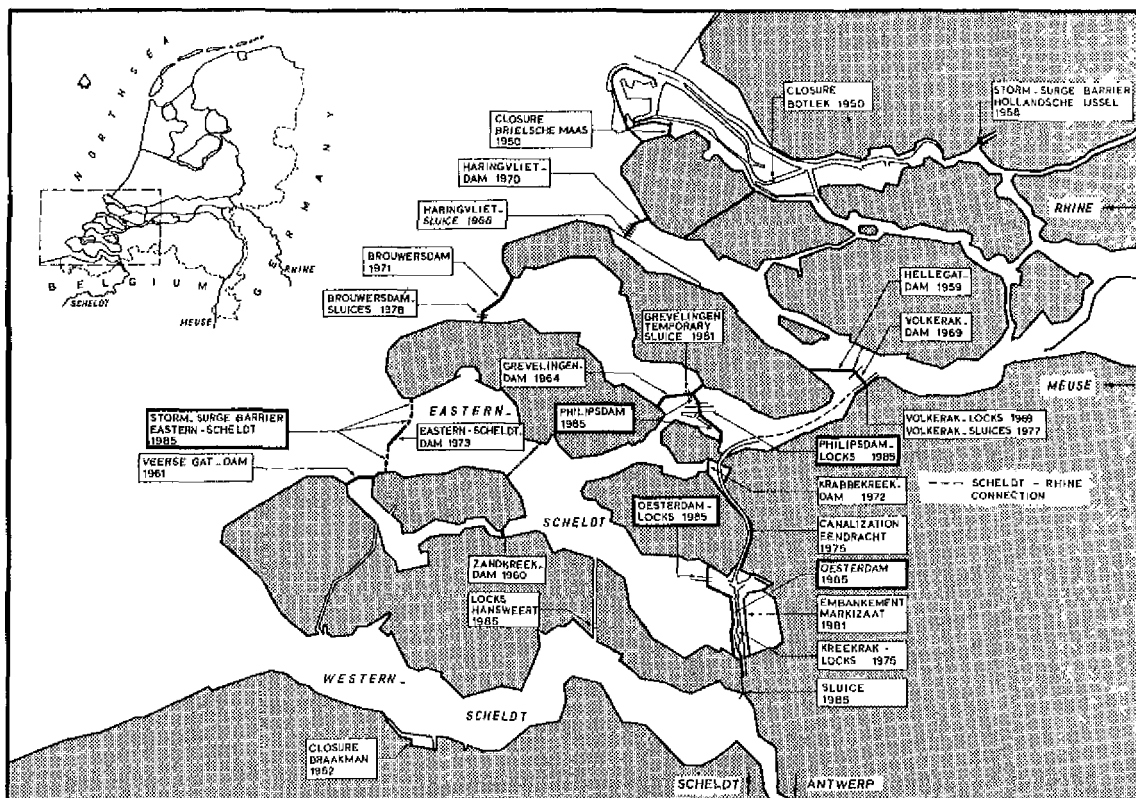 NORTHSEA
GERMANY
BELGIUM
RHINE
SCHELDT
MEUSE
CLOSURE
BOTLEK 1950
STORM-SURGE BARRIER
HOLLANDSCHE IJSSEL
1958
CLOSURE
BRIELSCHE MAAS
1950
HARINGVLIET-
DAM 1970
HARINGVLIET-
SLUICE 1968
RHINE
BROUWERSDAM
1971
BROUWERSDAM-
SLUICES 1978
HELLEGAT-
DAM 1959
GREVELINGEN
TEMPORARY
SLUICE 1981
VOLKERAK-
DAM 1969
GREVELINGEN-
DAM 1964
MEUSE
STORM-SURGE BARRIER
EASTERN-SCHELDT
1985
EASTERN-
EASTERN-SCHELDT
DAM 1973
PHILIPSDAM
1985
VOLKERAK-LOCKS 1969
VOLKERAK-SLUICES 1977
PHILIPSDAM-
LOCKS 1985
VEERSE GAT-DAM
1961
KRABBEKREEK-
DAM 1972
SCHELDT - RHINE
CONNECTION
OESTERDAM-
LOCKS 1985
SCHELDT
CANALIZATION
EENDRACHT
1975
ZANDKREEK-
DAM 1960
OESTERDAM
1985
LOCKS
HANSWEERT
1985
EMBANKEMENT
MARKIZAAT
1981
KREEKRAK-
LOCKS 1975
WESTERN-
SCHELDT
SLUICE
1985
CLOSURE
BRAAKMAN
1952
SCHELDT
ANTWERP